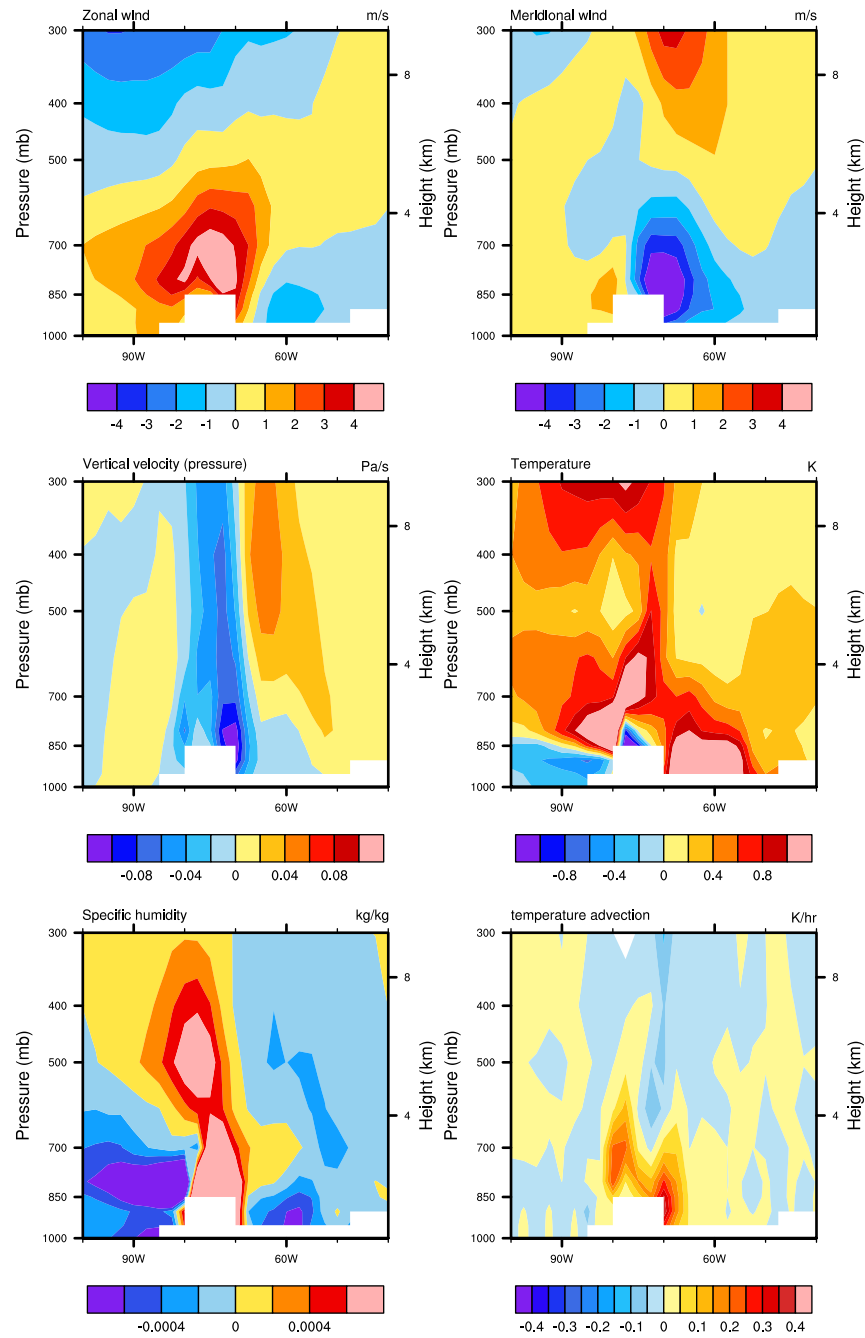 Zonal wind m/s
300
400
500
700
850
1000
Pressure (mb)
8
4
Height (km)
90W 60W
-4 -3 -2 -1 0 1 2 3 4
Meridional wind m/s
300
400
500
700
850
1000
Pressure (mb)
8
4
Height (km)
90W 60W
-4 -3 -2 -1 0 1 2 3 4
Vertical velocity (pressure) Pa/s
300
400
500
700
850
1000
Pressure (mb)
8
4
Height (km)
90W 60W
-0.08 -0.04 0 0.04 0.08
Temperature K
300
400
500
700
850
1000
Pressure (mb)
8
4
Height (km)
90W 60W
-0.8 -0.4 0 0.4 0.8
Specific humidity kg/kg
300
400
500
700
850
1000
Pressure (mb)
8
4
Height (km)
90W 60W
-0.0004 0 0.0004
temperature advection K/hr
300
400
500
700
850
1000
Pressure (mb)
8
4
Height (km)
90W 60W
-0.4 -0.3 -0.2 -0.1 0 0.1 0.2 0.3 0.4